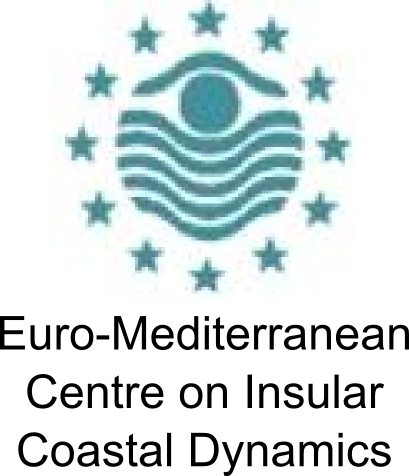 Euro-Mediterranean
Centre on Insular
Coastal Dynamics